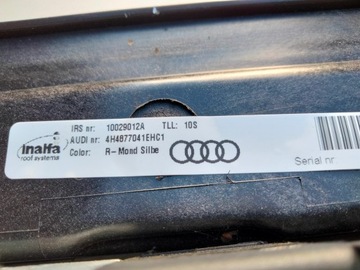 IRS nr: 10029012A TLL: 10S
AUDI nr: 4H4877041EHC1
Color: R- Mond Silbe
inalfa
roof systems
Serial nr